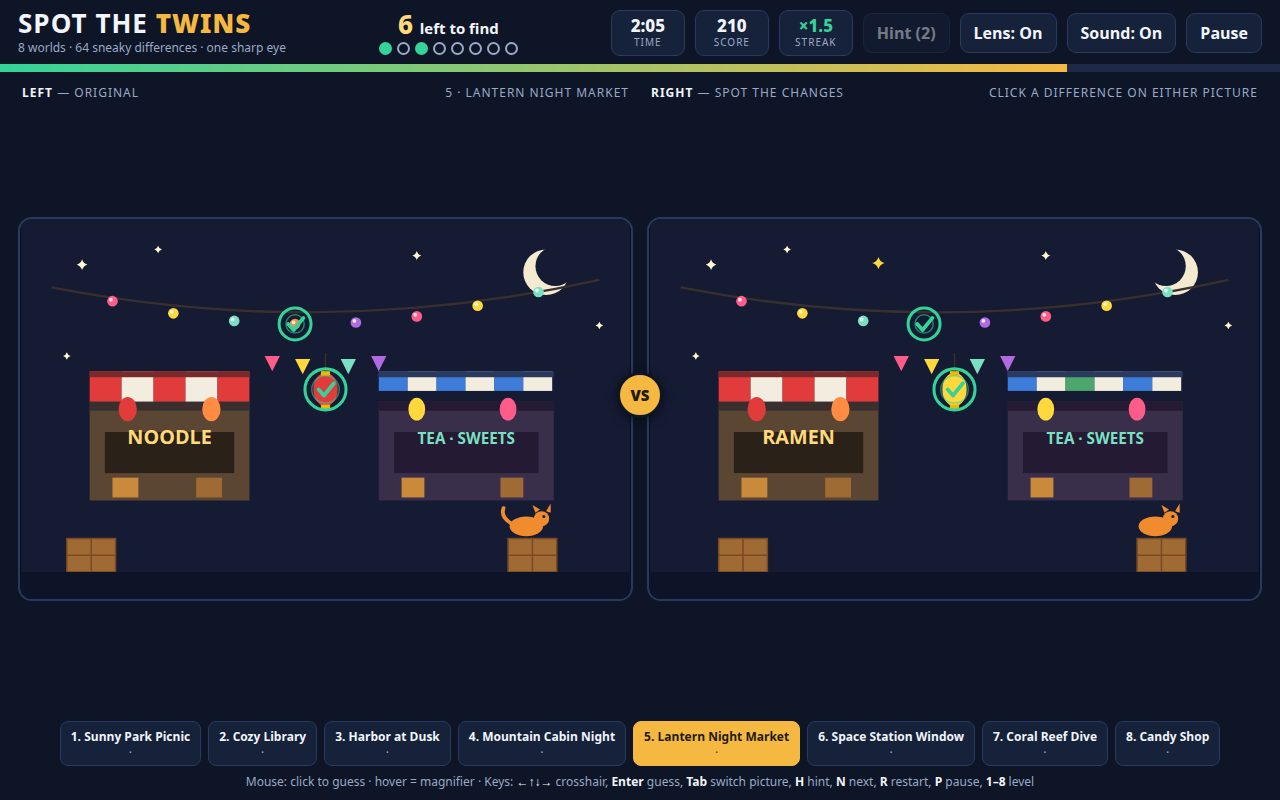 SPOT THE TWINS
8 worlds · 64 sneaky differences · one sharp eye
6 left to find
2:05
TIME
210
SCORE
×1.5
STREAK
Hint (2)
Lens: On
Sound: On
Pause
LEFT — ORIGINAL
5 · LANTERN NIGHT MARKET
RIGHT — SPOT THE CHANGES
CLICK A DIFFERENCE ON EITHER PICTURE
NOODLE
TEA · SWEETS
VS
RAMEN
TEA · SWEETS
1. Sunny Park Picnic
2. Cozy Library
3. Harbor at Dusk
4. Mountain Cabin Night
5. Lantern Night Market
6. Space Station Window
7. Coral Reef Dive
8. Candy Shop
Mouse: click to guess · hover = magnifier · Keys: ←↑↓→ crosshair, Enter guess, Tab switch picture, H hint, N next, R restart, P pause, 1–8 level